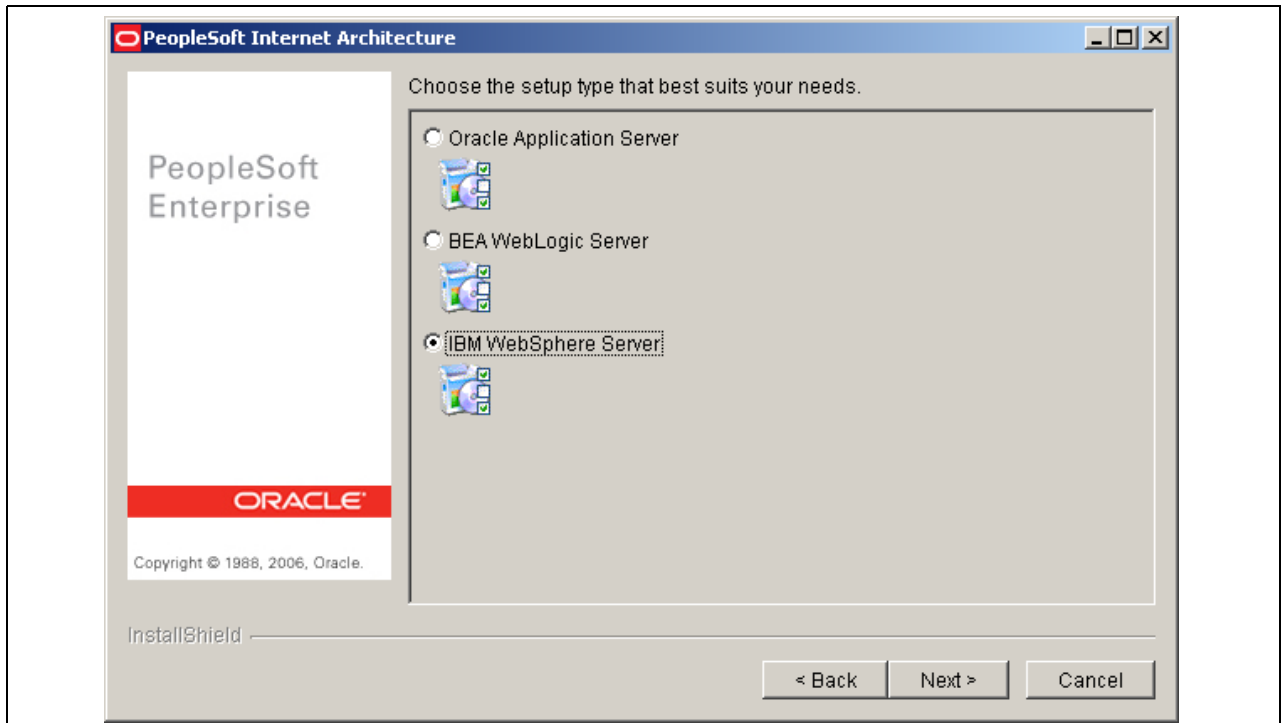 PeopleSoft Internet Architecture
Choose the setup type that best suits your needs.
PeopleSoft
Enterprise
Oracle Application Server
BEA WebLogic Server
IBM WebSphere Server
ORACLE
Copyright © 1988, 2006, Oracle.
InstallShield
< Back
Next >
Cancel